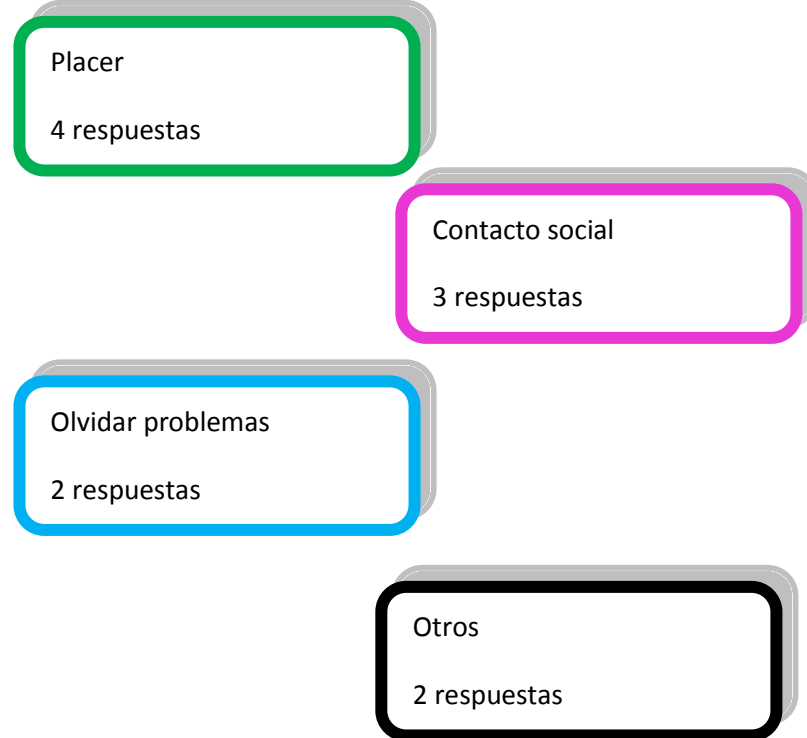 Placer
4 respuestas
Contacto social
3 respuestas
Olvidar problemas
2 respuestas
Otros
2 respuestas